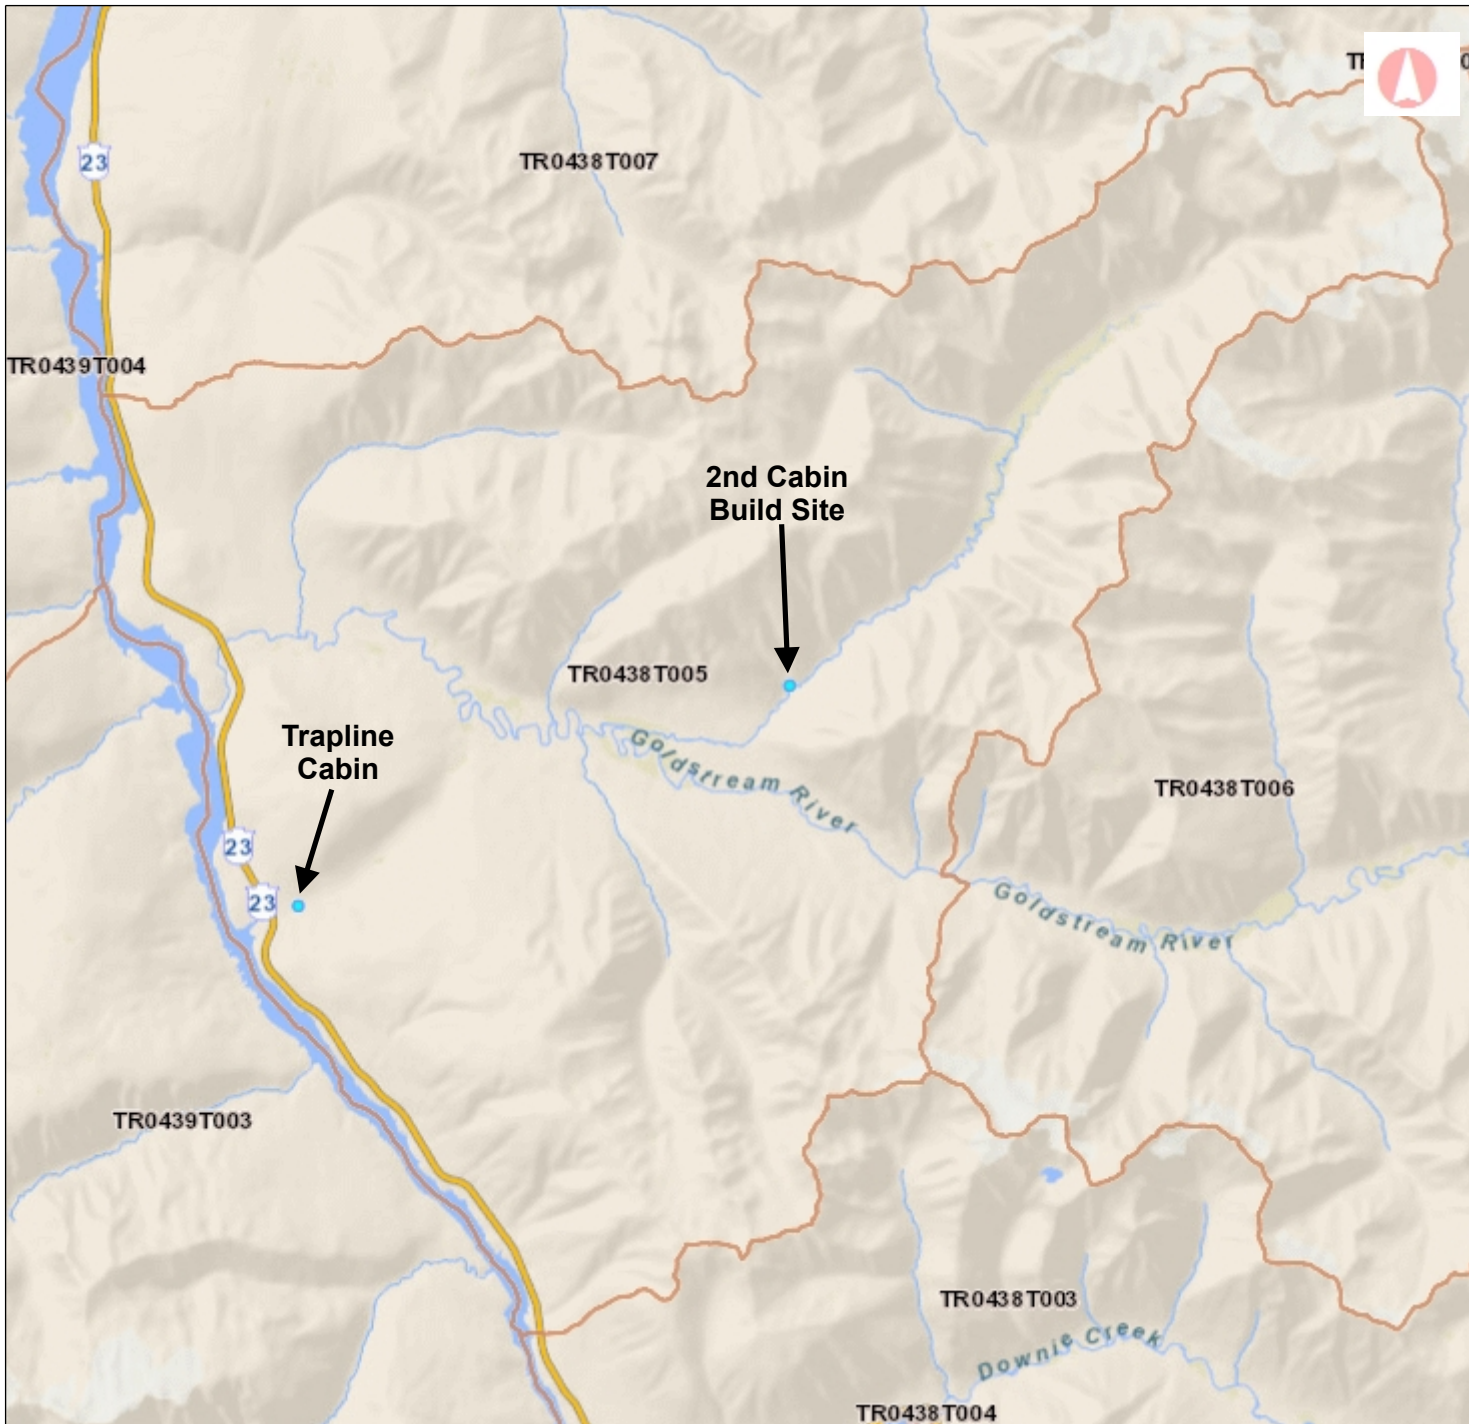 23
TR0438T007
TR0439T004
2nd Cabin
Build Site
TR0438T005
Trapline
Cabin
Goldstream River
TR0438T006
23
23
Goldstream River
TR0439T003
TR0438T003
Downie Creek
TR0438T004